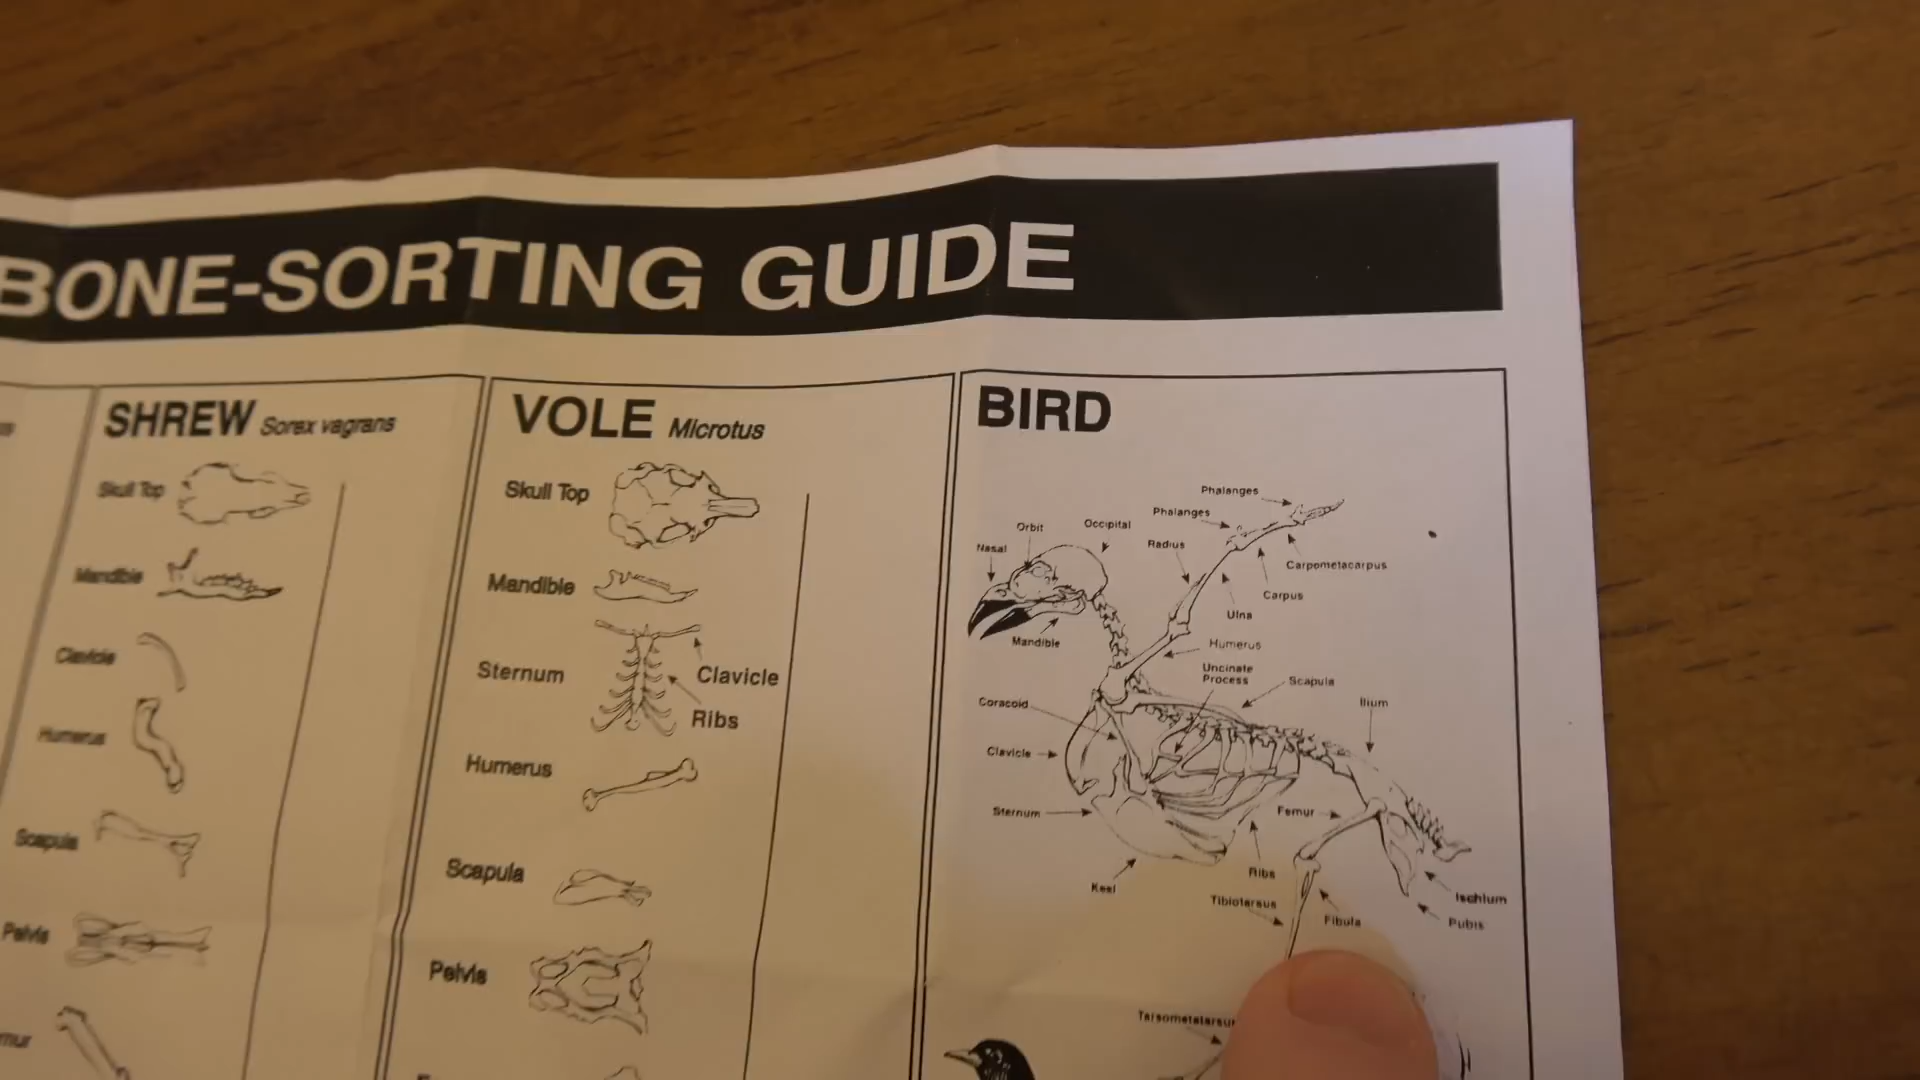 BONE-SORTING GUIDE
SHREW Sorex vagrans
Skull Top
Mandible
Clavicle
Humerus
Scapula
Pelvis
VOLE Microtus
Skull Top
Mandible
Sternum
Clavicle
Ribs
Humerus
Scapula
Pelvis
BIRD
Phalanges
Phalanges
Occipital
Orbit
Nasal
Radius
Carpometacarpus
Carpus
Ulna
Mandible
Humerus
Uncinate
Process
Scapula
Coracoid
Ilium
Clavicle
Sternum
Femur
Keel
Ribs
Tibiotarsus
Fibula
Ischium
Pubis
Tarsometatarsu